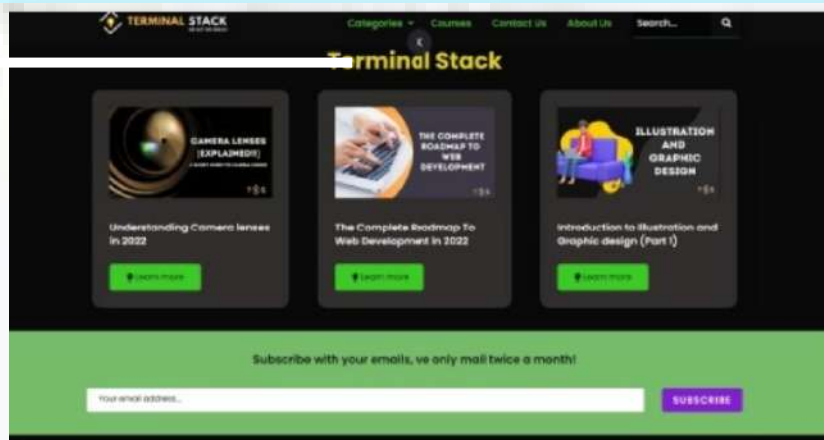 TERMINAL STACK
Categories Courses Contact Us About Us Search...
Terminal Stack
CAMERA LENSES
(EXPLAINED!!)
THE COMPLETE
ROADMAP TO
WEB
DEVELOPMENT
ILLUSTRATION
AND
GRAPHIC
DESIGN
Understanding Camera lenses
in 2022
The Complete Roadmap To
Web Development in 2022
Introduction to Illustration and
Graphic design (Part 1)
Learn more
Learn more
Learn more
Subscribe with your emails, ve only mail twice a month!
Your email address...
SUBSCRIBE